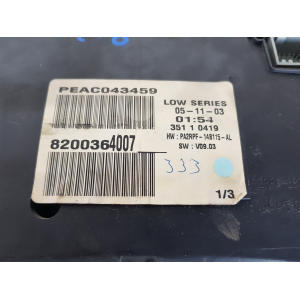 PEAC043459
LOW SERIES
05-11-03
01:54
351 1 0419
HW : PA2RPF-14B115-AL
SW : V09.03
8200364007
333
1/3